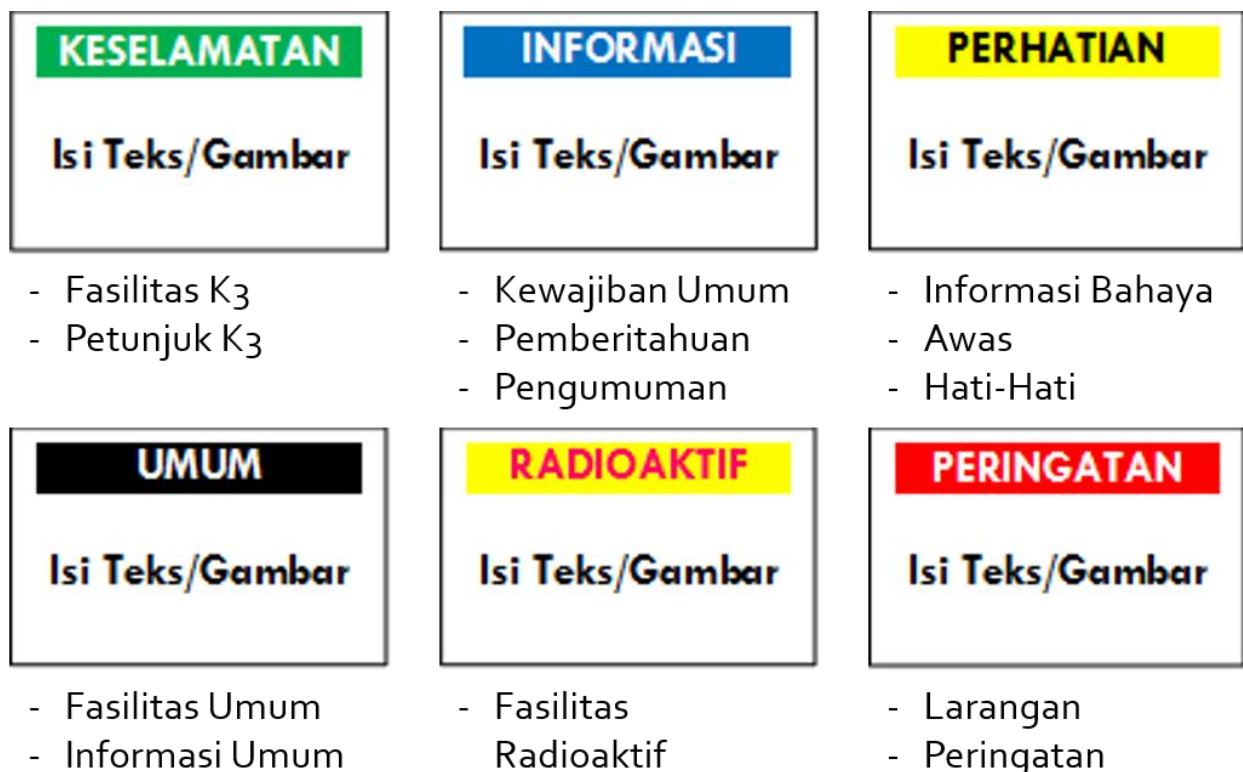 KESELAMATAN
Isi Teks/Gambar
- Fasilitas K3
- Petunjuk K3
INFORMASI
Isi Teks/Gambar
- Kewajiban Umum
- Pemberitahuan
- Pengumuman
PERHATIAN
Isi Teks/Gambar
- Informasi Bahaya
- Awas
- Hati-Hati
UMUM
Isi Teks/Gambar
- Fasilitas Umum
- Informasi Umum
RADIOAKTIF
Isi Teks/Gambar
- Fasilitas
Radioaktif
PERINGATAN
Isi Teks/Gambar
- Larangan
- Peringatan